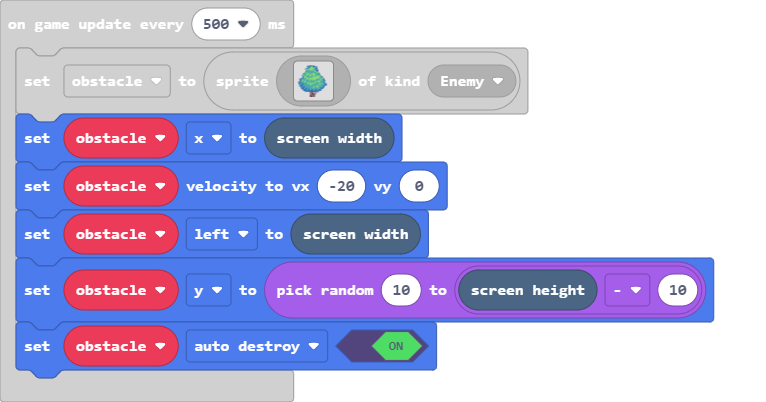 on game update every 500 ms
set obstacle to sprite of kind Enemy
set obstacle x to screen width
set obstacle velocity to vx -20 vy 0
set obstacle left to screen width
set obstacle y to pick random 10 to screen height - 10
set obstacle auto destroy ON